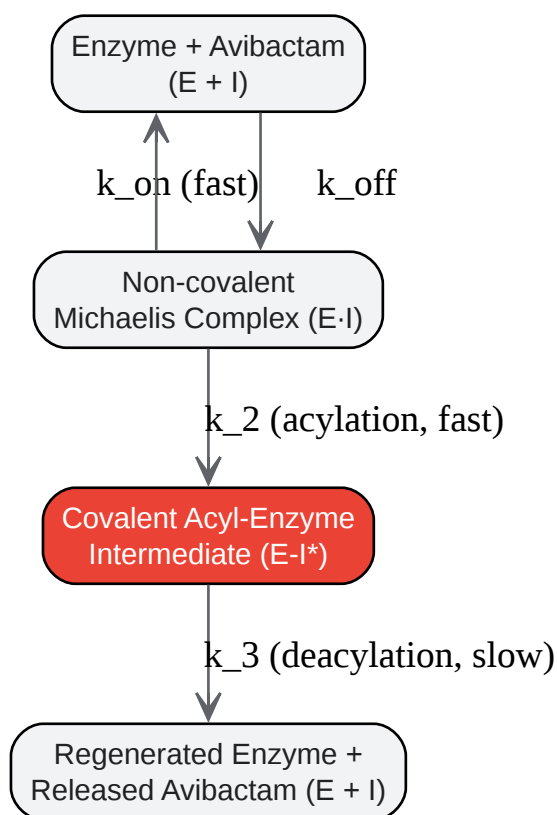 Enzyme + Avibactam
(E + I)
k_on (fast)
k_off
Non-covalent
Michaelis Complex (E·I)
k_2 (acylation, fast)
Covalent Acyl-Enzyme
Intermediate (E-I*)
k_3 (deacylation, slow)
Regenerated Enzyme +
Released Avibactam (E + I)